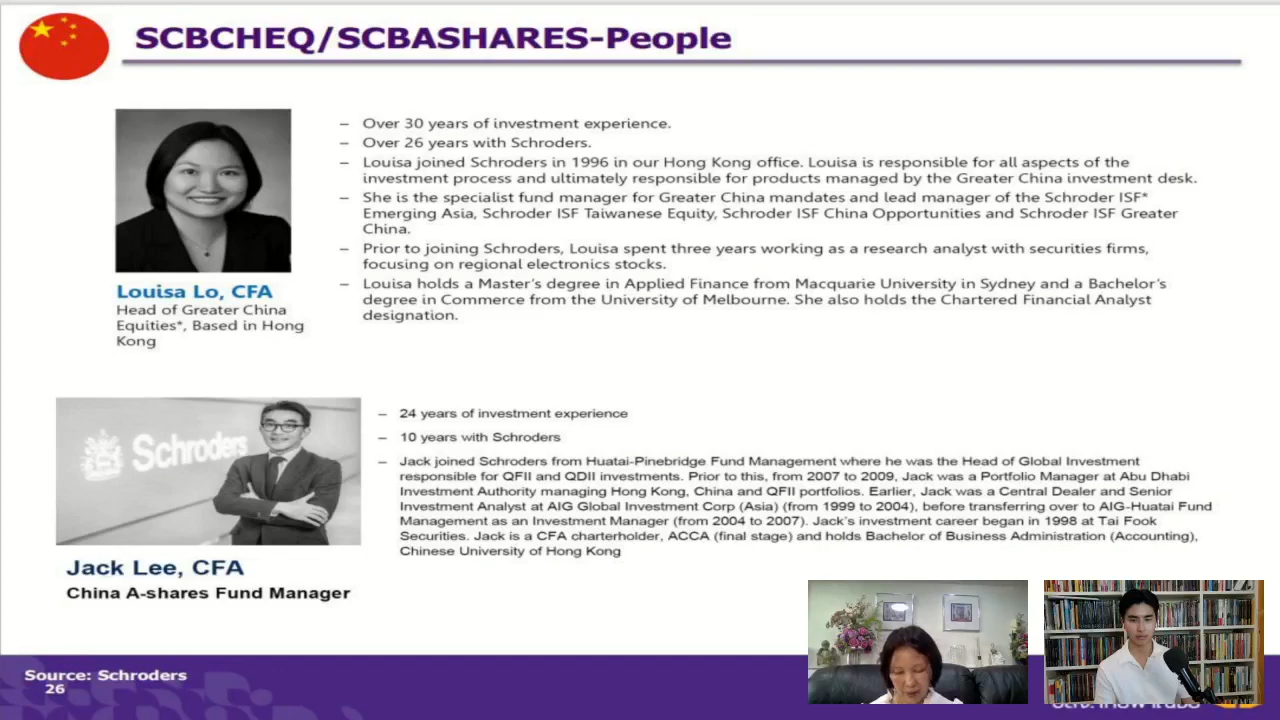 SCBCHEQ/SCBASHARES-People
– Over 30 years of investment experience.
– Over 26 years with Schroders.
– Louisa joined Schroders in 1996 in our Hong Kong office. Louisa is responsible for all aspects of the
investment process and ultimately responsible for products managed by the Greater China investment desk.
– She is the specialist fund manager for Greater China mandates and lead manager of the Schroder ISF*
Emerging Asia, Schroder ISF Taiwanese Equity, Schroder ISF China Opportunities and Schroder ISF Greater
China.
– Prior to joining Schroders, Louisa spent three years working as a research analyst with securities firms,
focusing on regional electronics stocks.
– Louisa holds a Master's degree in Applied Finance from Macquarie University in Sydney and a Bachelor's
degree in Commerce from the University of Melbourne. She also holds the Chartered Financial Analyst
designation.
Louisa Lo, CFA
Head of Greater China
Equities*, Based in Hong
Kong
Schroders
– 24 years of investment experience
– 10 years with Schroders
– Jack joined Schroders from Huatai-Pinebridge Fund Management where he was the Head of Global Investment
responsible for QFII and QDII investments. Prior to this, from 2007 to 2009, Jack was a Portfolio Manager at Abu Dhabi
Investment Authority managing Hong Kong, China and QFII portfolios. Earlier, Jack was a Central Dealer and Senior
Investment Analyst at AIG Global Investment Corp (Asia) (from 1999 to 2004), before transferring over to AIG-Huatai Fund
Management as an Investment Manager (from 2004 to 2007). Jack's investment career began in 1998 at Tai Fook
Securities. Jack is a CFA charterholder, ACCA (final stage) and holds Bachelor of Business Administration (Accounting),
Chinese University of Hong Kong
Jack Lee, CFA
China A-shares Fund Manager
Source: Schroders
26